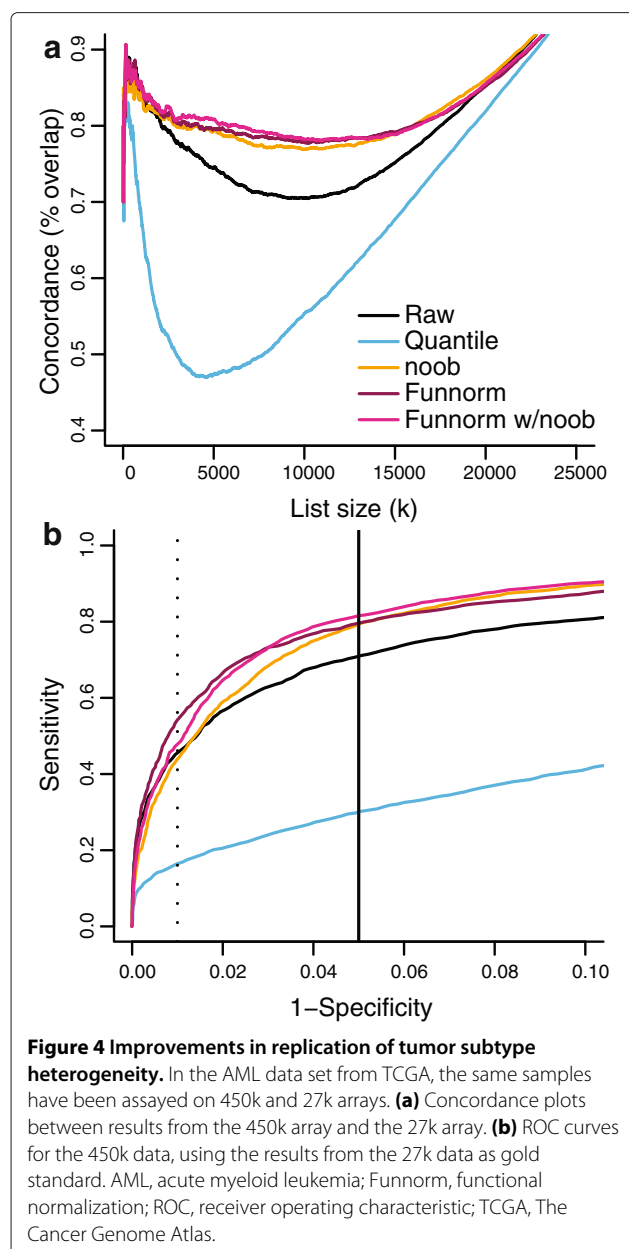 a
Concordance (% overlap)
0.9
0.8
0.7
0.6
0.5
0.4
Raw
Quantile
noob
Funnorm
Funnorm w/noob
0 5000 10000 15000 20000 25000
List size (k)
b
Sensitivity
1.0
0.8
0.6
0.4
0.2
0.0
0.00 0.02 0.04 0.06 0.08 0.10
1−Specificity
Figure 4 Improvements in replication of tumor subtype
heterogeneity. In the AML data set from TCGA, the same samples
have been assayed on 450k and 27k arrays. (a) Concordance plots
between results from the 450k array and the 27k array. (b) ROC curves
for the 450k data, using the results from the 27k data as gold
standard. AML, acute myeloid leukemia; Funnorm, functional
normalization; ROC, receiver operating characteristic; TCGA, The
Cancer Genome Atlas.